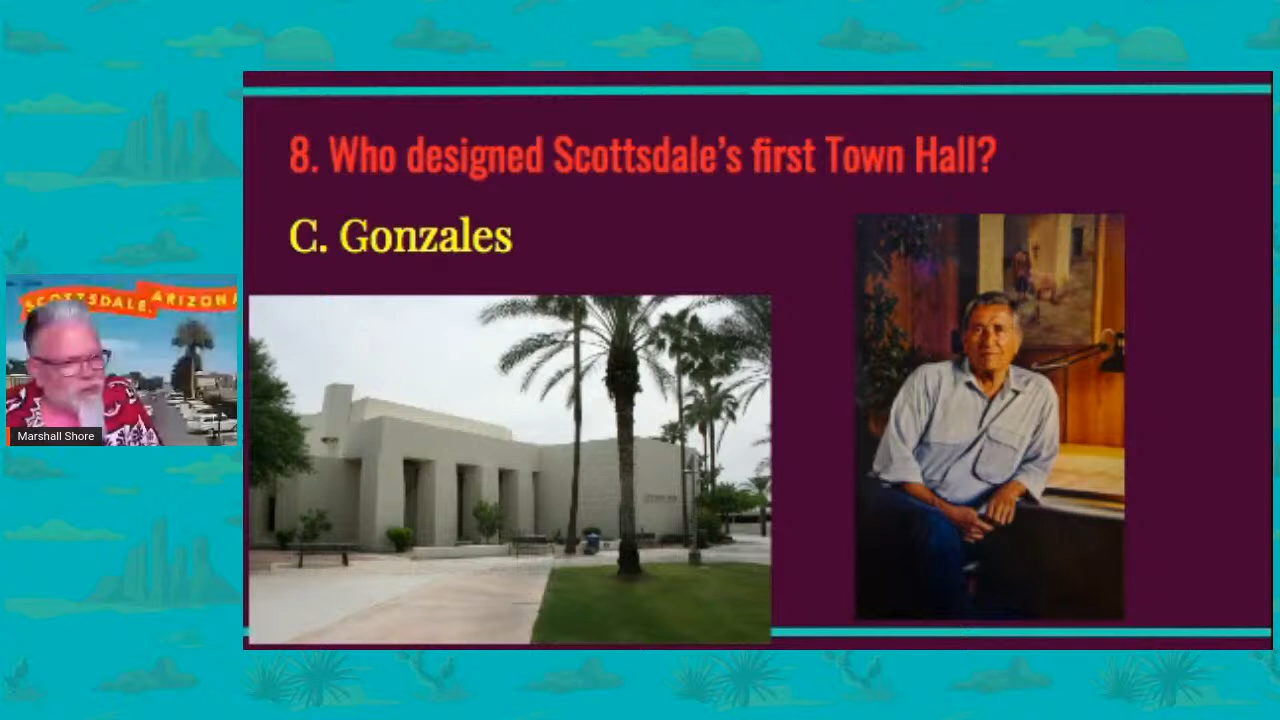 8. Who designed Scottsdale's first Town Hall?
C. Gonzales
SCOTTSDALE, ARIZONA
Marshall Shore